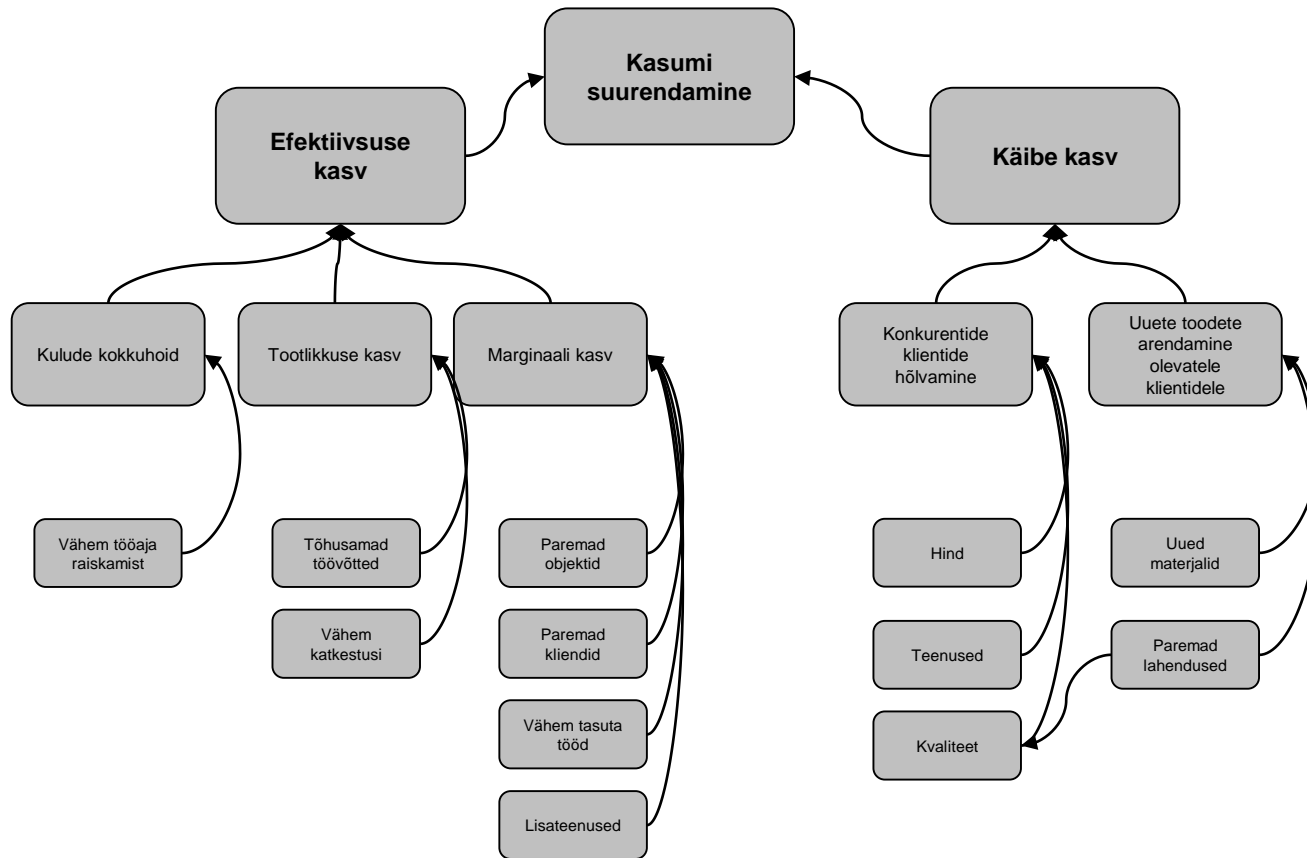 Kasumi
suurendamine
Efektiivsuse
kasv
Käibe kasv
Kulude kokkuhoid
Tootlikkuse kasv
Marginaali kasv
Konkurentide
klientide
hõlvamine
Uuete toodete
arendamine
olevatele
klientidele
Vähem tööaja
raiskamist
Tõhusamad
töövõtted
Paremad
objektid
Hind
Uued
materjalid
Vähem
katkestusi
Paremad
kliendid
Teenused
Paremad
lahendused
Vähem tasuta
tööd
Kvaliteet
Lisateenused